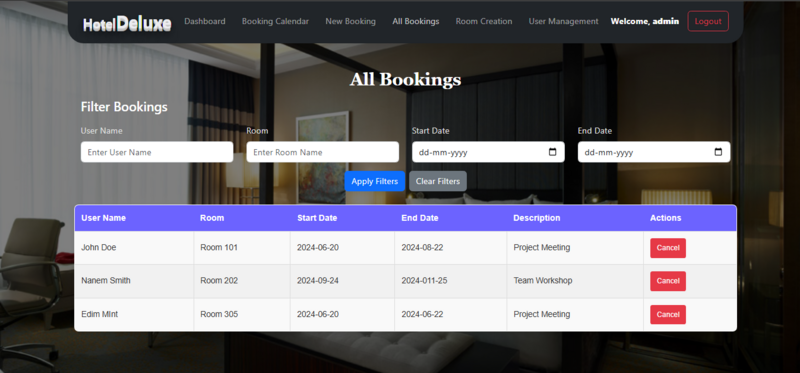 Hotel Deluxe Dashboard Booking Calendar New Booking All Bookings Room Creation User Management Welcome, admin Logout
All Bookings
Filter Bookings
User Name Room Start Date End Date
Enter User Name Enter Room Name dd-mm-yyyy dd-mm-yyyy
Apply Filters Clear Filters
User Name Room Start Date End Date Description Actions
John Doe Room 101 2024-06-20 2024-08-22 Project Meeting Cancel
Nanem Smith Room 202 2024-09-24 2024-011-25 Team Workshop Cancel
Edim MInt Room 305 2024-06-20 2024-06-22 Project Meeting Cancel